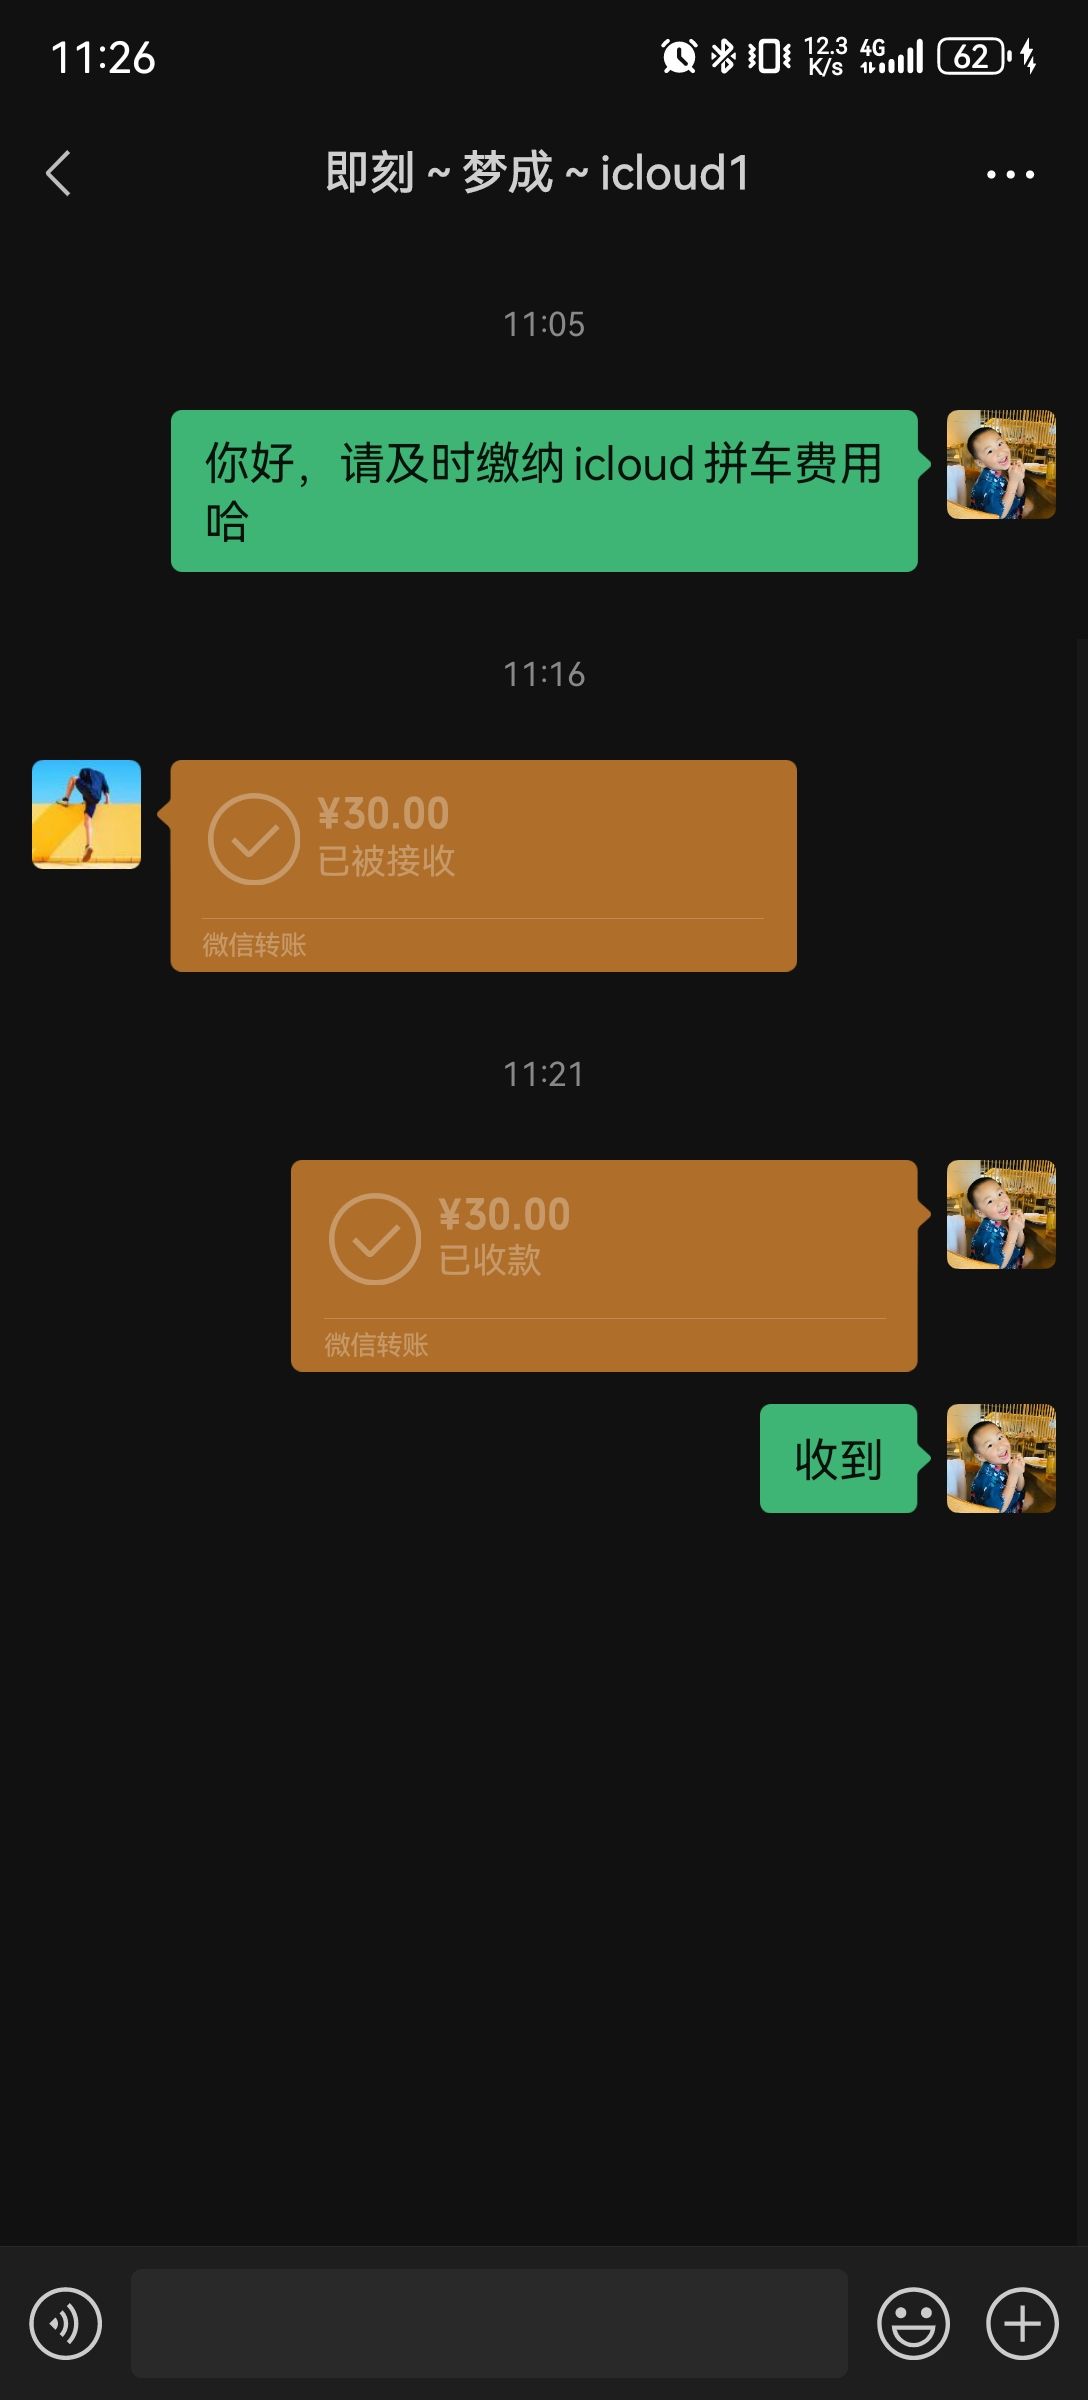 11:26
12.3 K/s
4G
62
即刻 ~ 梦成 ~ icloud1
11:05
你好，请及时缴纳 icloud 拼车费用
哈
11:16
¥30.00
已被接收
微信转账
11:21
¥30.00
已收款
微信转账
收到